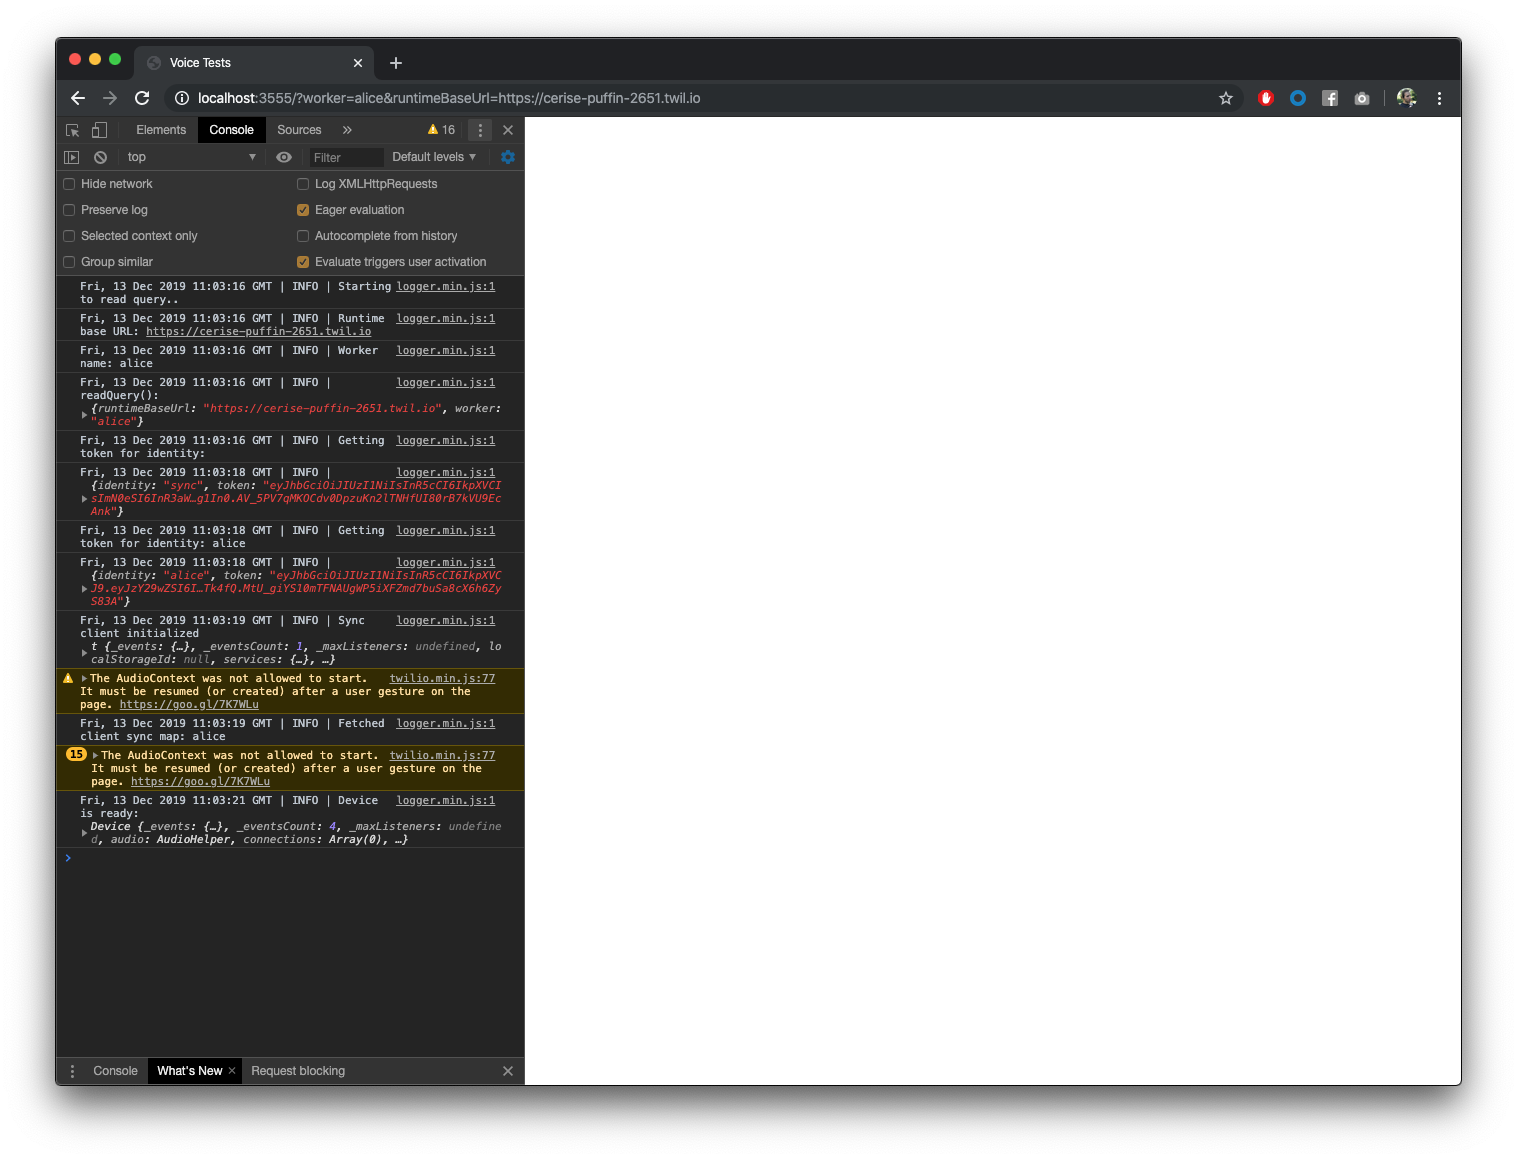 Voice Tests
localhost:3555/?worker=alice&runtimeBaseUrl=https://cerise-puffin-2651.twil.io
Elements Console Sources » 16
top Filter Default levels
Hide network Log XMLHttpRequests
Preserve log Eager evaluation
Selected context only Autocomplete from history
Group similar Evaluate triggers user activation
Fri, 13 Dec 2019 11:03:16 GMT | INFO | Starting logger.min.js:1
to read query..
Fri, 13 Dec 2019 11:03:16 GMT | INFO | Runtime logger.min.js:1
base URL: https://cerise-puffin-2651.twil.io
Fri, 13 Dec 2019 11:03:16 GMT | INFO | Worker logger.min.js:1
name: alice
Fri, 13 Dec 2019 11:03:16 GMT | INFO | logger.min.js:1
readQuery():
{runtimeBaseUrl: "https://cerise-puffin-2651.twil.io", worker:
"alice"}
Fri, 13 Dec 2019 11:03:16 GMT | INFO | Getting logger.min.js:1
token for identity:
Fri, 13 Dec 2019 11:03:18 GMT | INFO | logger.min.js:1
{identity: "sync", token: "eyJhbGciOiJIUzI1NiIsInR5cCI6IkpXVCI
sImN0eSI6InR3aW…g1In0.AV_5PV7qMKOCdv0DpzuKn2lTNHfUI80rB7kVU9Ec
Ank"}
Fri, 13 Dec 2019 11:03:18 GMT | INFO | Getting logger.min.js:1
token for identity: alice
Fri, 13 Dec 2019 11:03:18 GMT | INFO | logger.min.js:1
{identity: "alice", token: "eyJhbGciOiJIUzI1NiIsInR5cCI6IkpXVC
J9.eyJzY29wZSI6I…Tk4fQ.MtU_giYS10mTFNAUgWP5iXFZmd7buSa8cX6h6Zy
S83A"}
Fri, 13 Dec 2019 11:03:19 GMT | INFO | Sync logger.min.js:1
client initialized
t {_events: {…}, _eventsCount: 1, _maxListeners: undefined, lo
calStorageId: null, services: {…}, …}
The AudioContext was not allowed to start. twilio.min.js:77
It must be resumed (or created) after a user gesture on the
page. https://goo.gl/7K7WLu
Fri, 13 Dec 2019 11:03:19 GMT | INFO | Fetched logger.min.js:1
client sync map: alice
15 The AudioContext was not allowed to start. twilio.min.js:77
It must be resumed (or created) after a user gesture on the
page. https://goo.gl/7K7WLu
Fri, 13 Dec 2019 11:03:21 GMT | INFO | Device logger.min.js:1
is ready:
Device {_events: {…}, _eventsCount: 4, _maxListeners: undefine
d, audio: AudioHelper, connections: Array(0), …}
Console What's New Request blocking